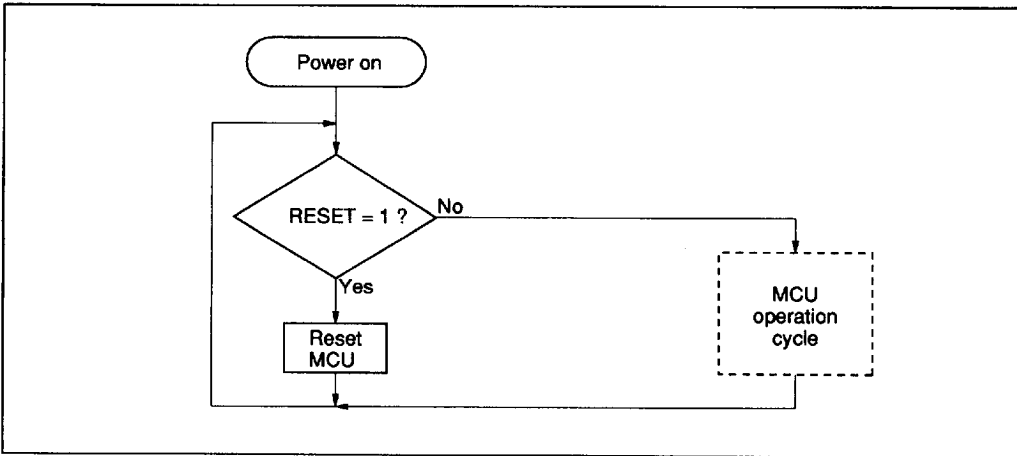 Power on
RESET = 1 ?
No
Yes
Reset
MCU
MCU
operation
cycle